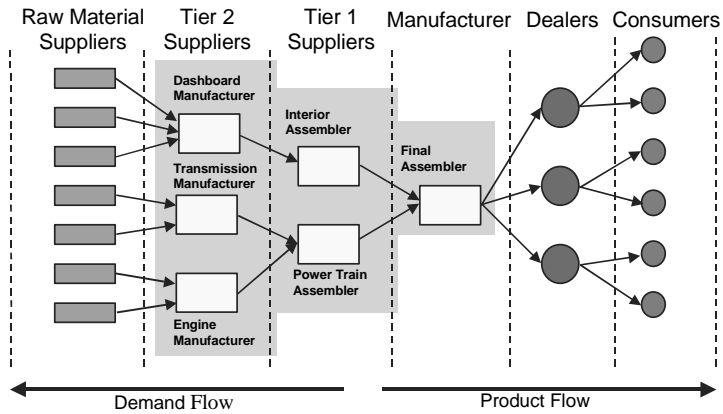 Raw Material
Suppliers
Tier 2
Suppliers
Tier 1
Suppliers
Manufacturer
Dealers
Consumers
Dashboard
Manufacturer
Interior
Assembler
Final
Assembler
Transmission
Manufacturer
Power Train
Assembler
Engine
Manufacturer
Demand Flow
Product Flow